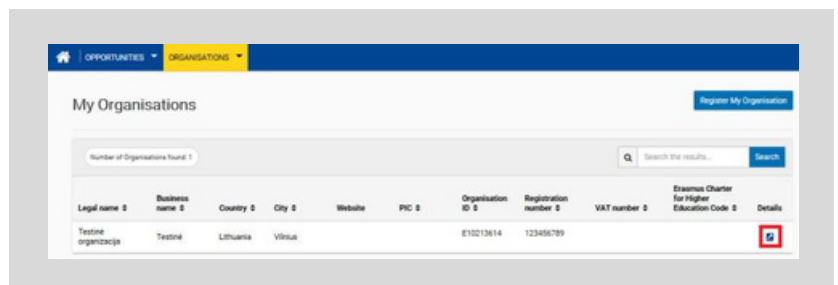 OPPORTUNITIES ORGANISATIONS
My Organisations
Register My Organisation
Number of Organisations found: 1
Search the results... Search
Legal name Business name Country City Website PIC Organisation ID Registration number VAT number Erasmus Charter for Higher Education Code Details
Testinė organizacija Testinė Lithuania Vilnius E10213614 123456789